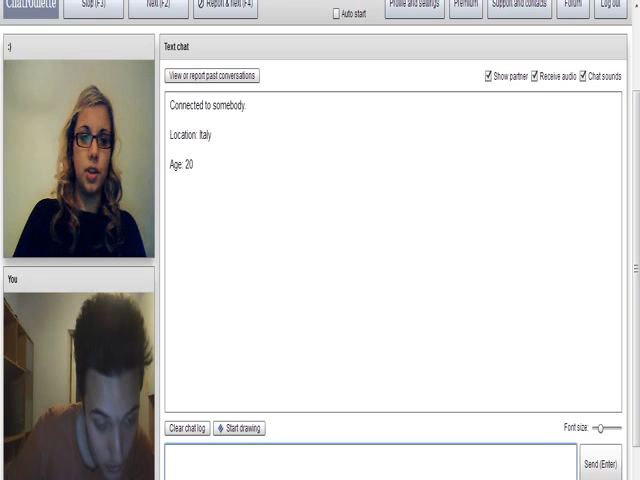 Chatroulette
Stop (F3)
Next (F2)
Report & next (F4)
Auto start
Profile and settings
Premium
Support and contacts
Forum
Log out
:)
Text chat
View or report past conversations
Show partner
Receive audio
Chat sounds
Connected to somebody.
Location: Italy
Age: 20
You
Clear chat log
Start drawing
Font size:
Send (Enter)